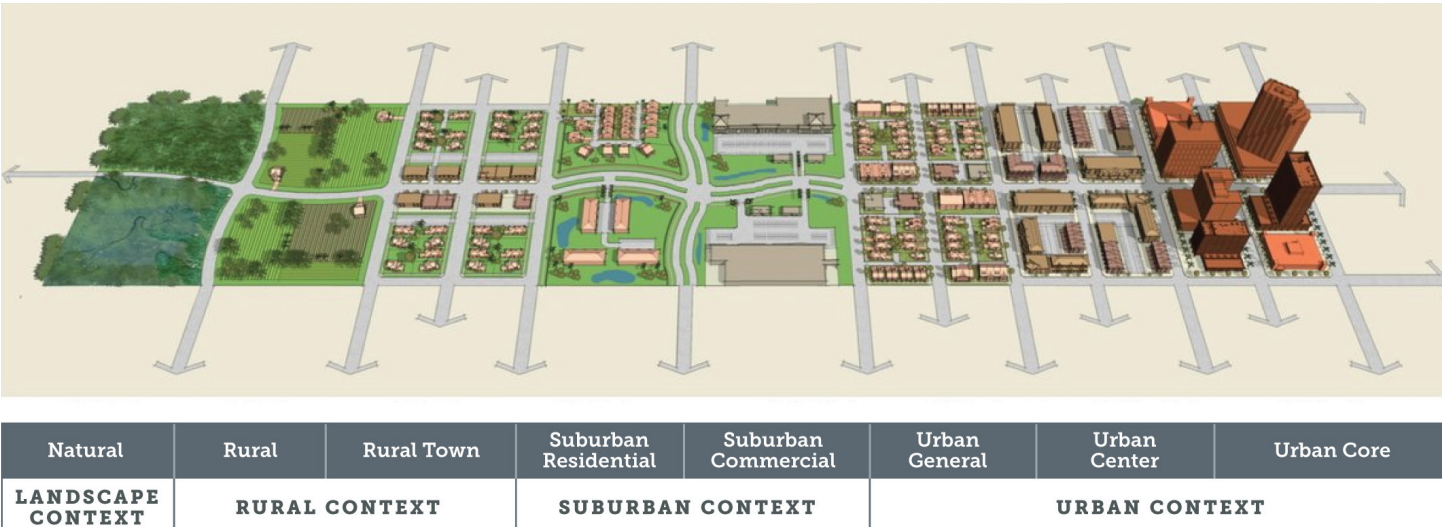 Natural
Rural
Rural Town
Suburban
Residential
Suburban
Commercial
Urban
General
Urban
Center
Urban Core
LANDSCAPE
CONTEXT
RURAL CONTEXT
SUBURBAN CONTEXT
URBAN CONTEXT